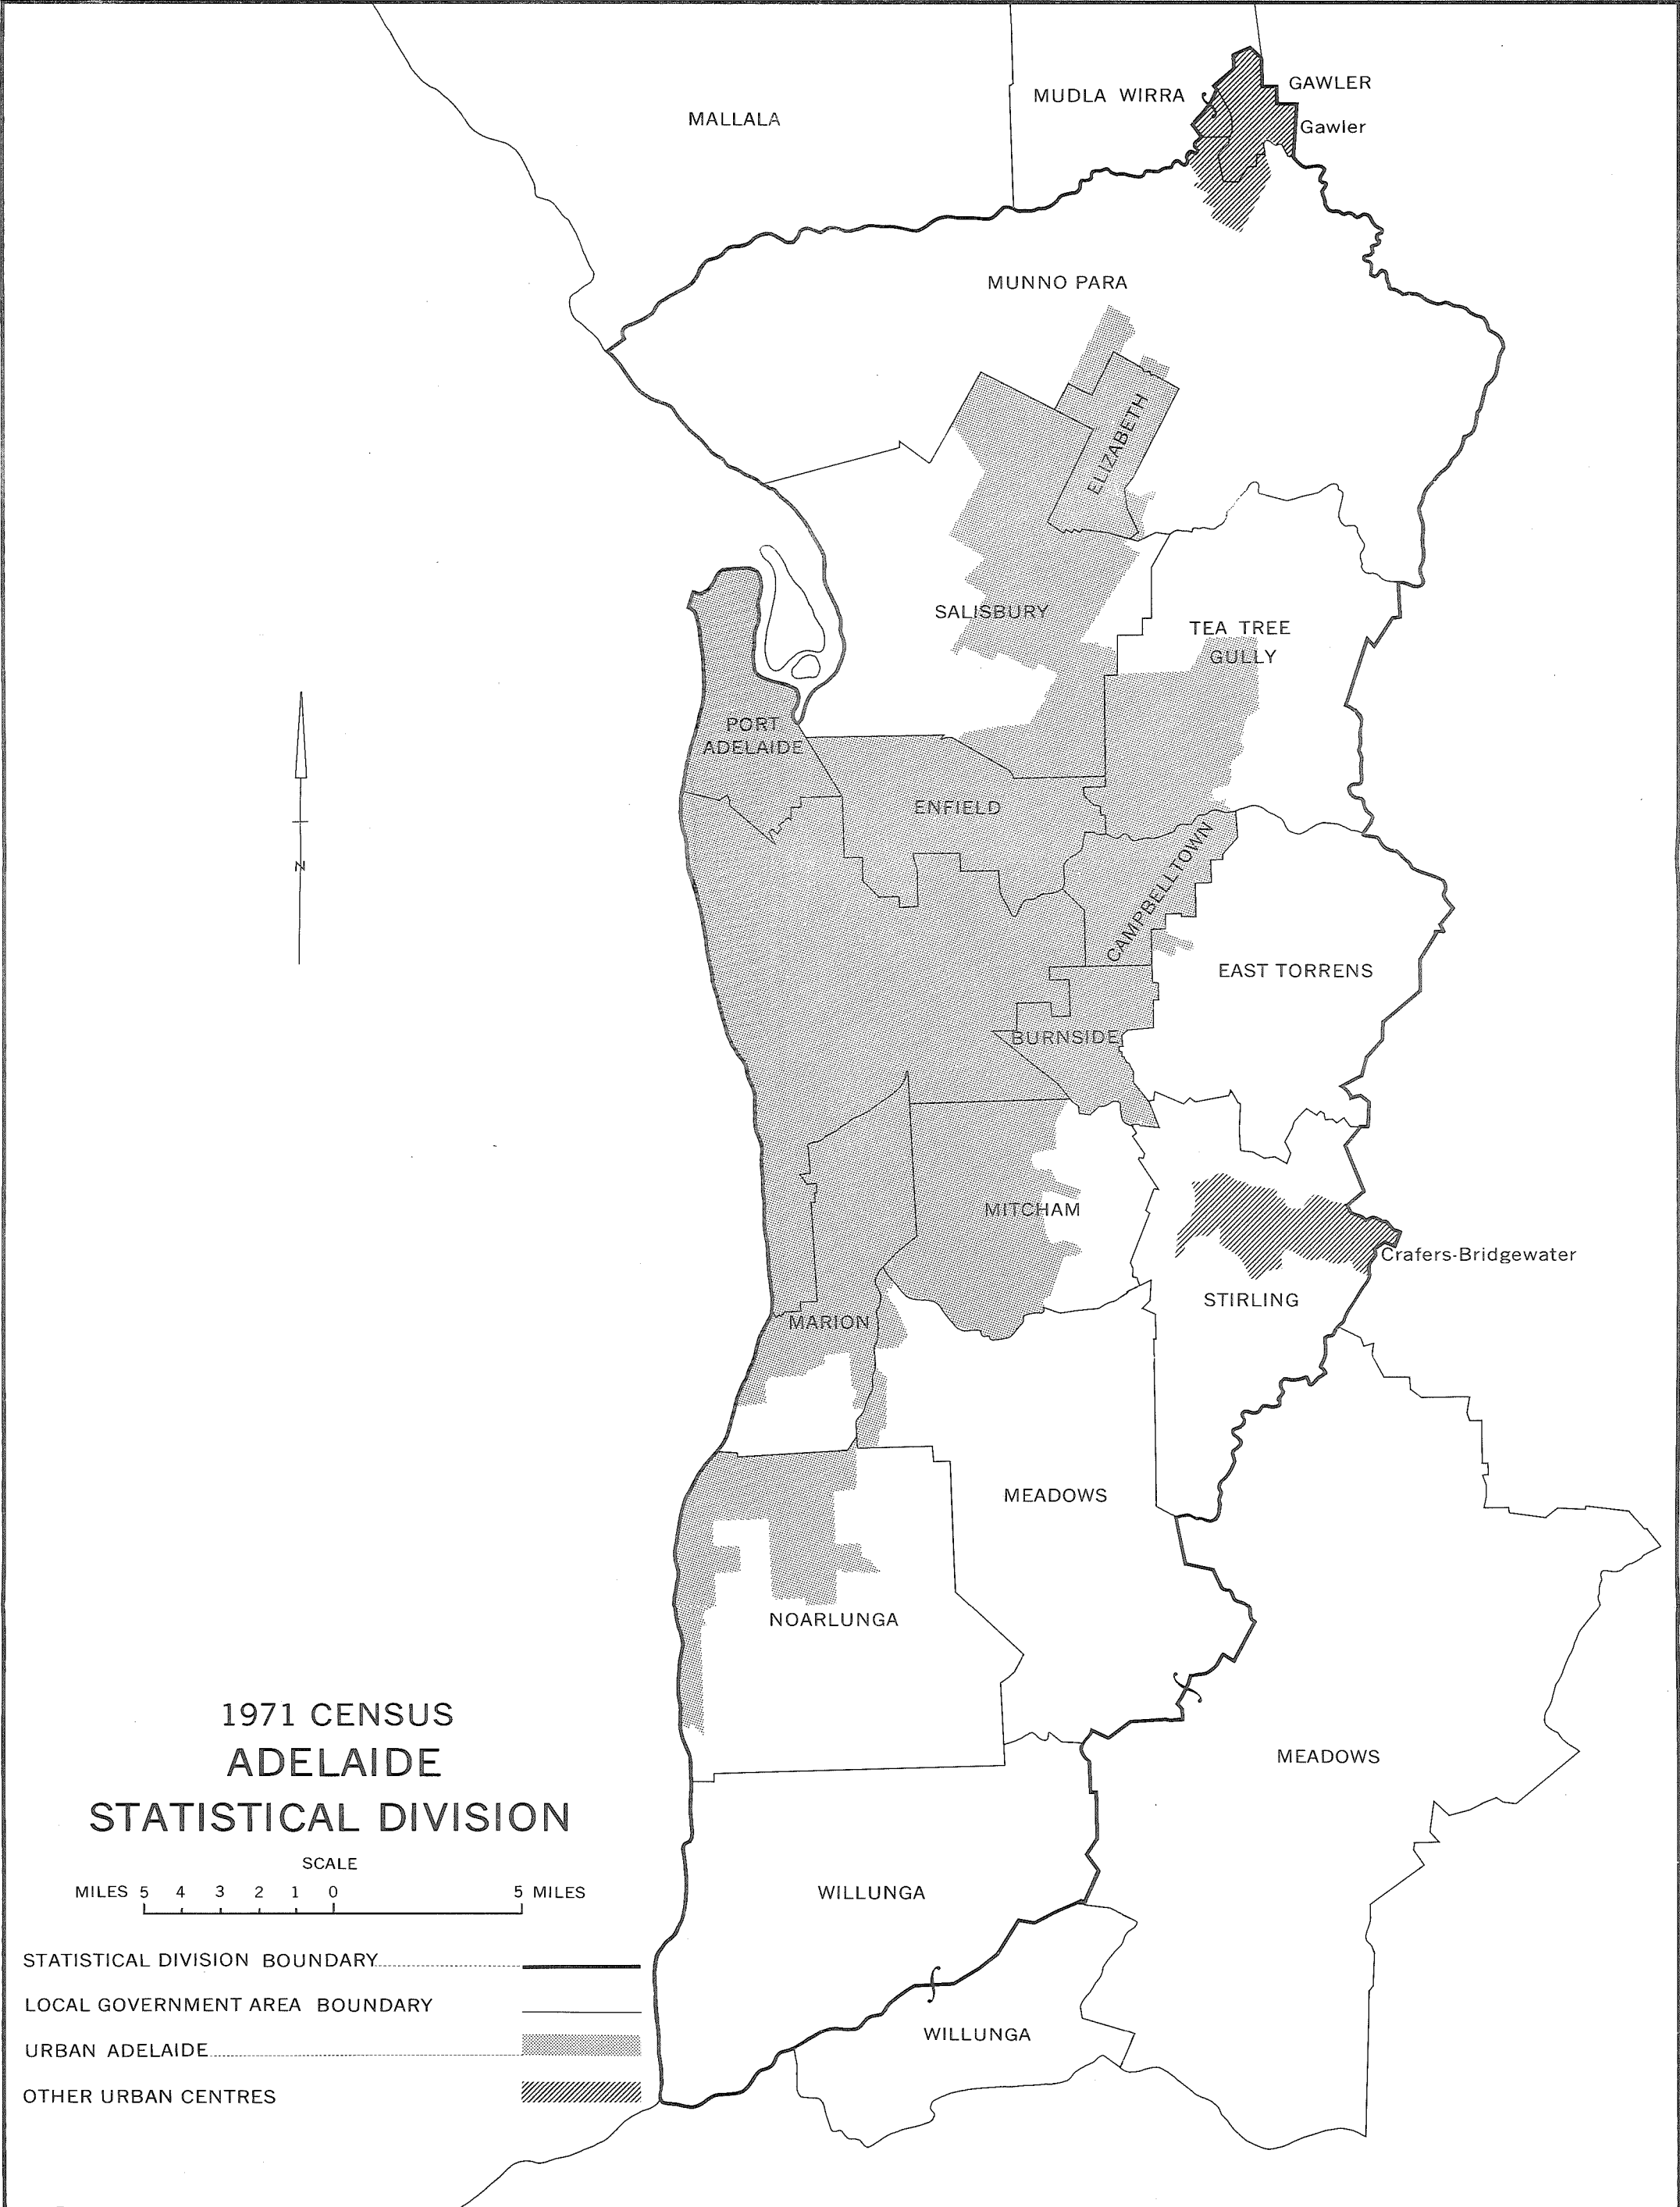 MALLALA
MUDLA WIRRA
GAWLER
Gawler
MUNNO PARA
ELIZABETH
SALISBURY
TEA TREE
GULLY
PORT
ADELAIDE
ENFIELD
CAMPBELLTOWN
N
EAST TORRENS
BURNSIDE
MITCHAM
Crafers-Bridgewater
STIRLING
MARION
MEADOWS
NOARLUNGA
MEADOWS
1971 CENSUS
ADELAIDE
STATISTICAL DIVISION
SCALE
MILES 5 4 3 2 1 0 5 MILES
WILLUNGA
STATISTICAL DIVISION BOUNDARY
LOCAL GOVERNMENT AREA BOUNDARY
URBAN ADELAIDE
OTHER URBAN CENTRES
WILLUNGA